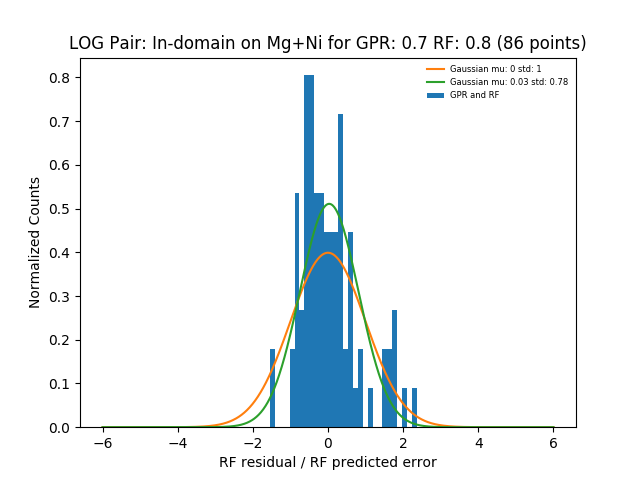 LOG Pair: In-domain on Mg+Ni for GPR: 0.7 RF: 0.8 (86 points)
Gaussian mu: 0 std: 1
Gaussian mu: 0.03 std: 0.78
GPR and RF
Normalized Counts
0.8
0.7
0.6
0.5
0.4
0.3
0.2
0.1
0.0
−6 −4 −2 0 2 4 6
RF residual / RF predicted error